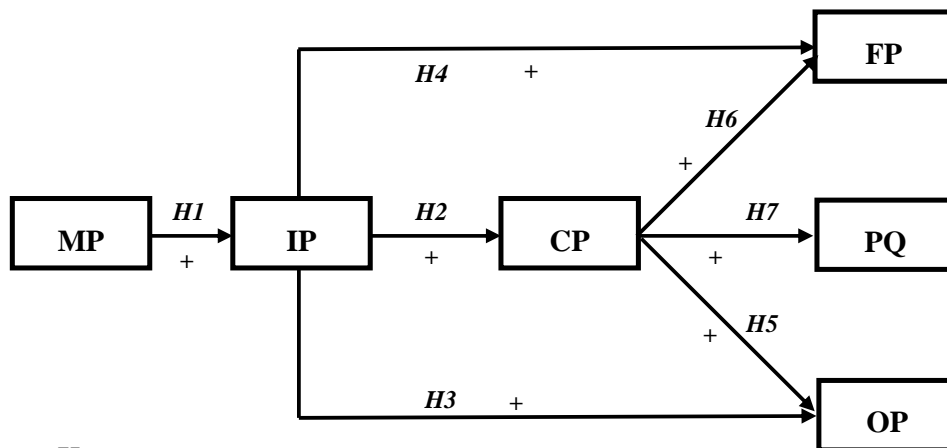 FP
H4 +
H6
+
MP H1 + IP H2 + CP H7 + PQ
H5
+
H3 +
OP